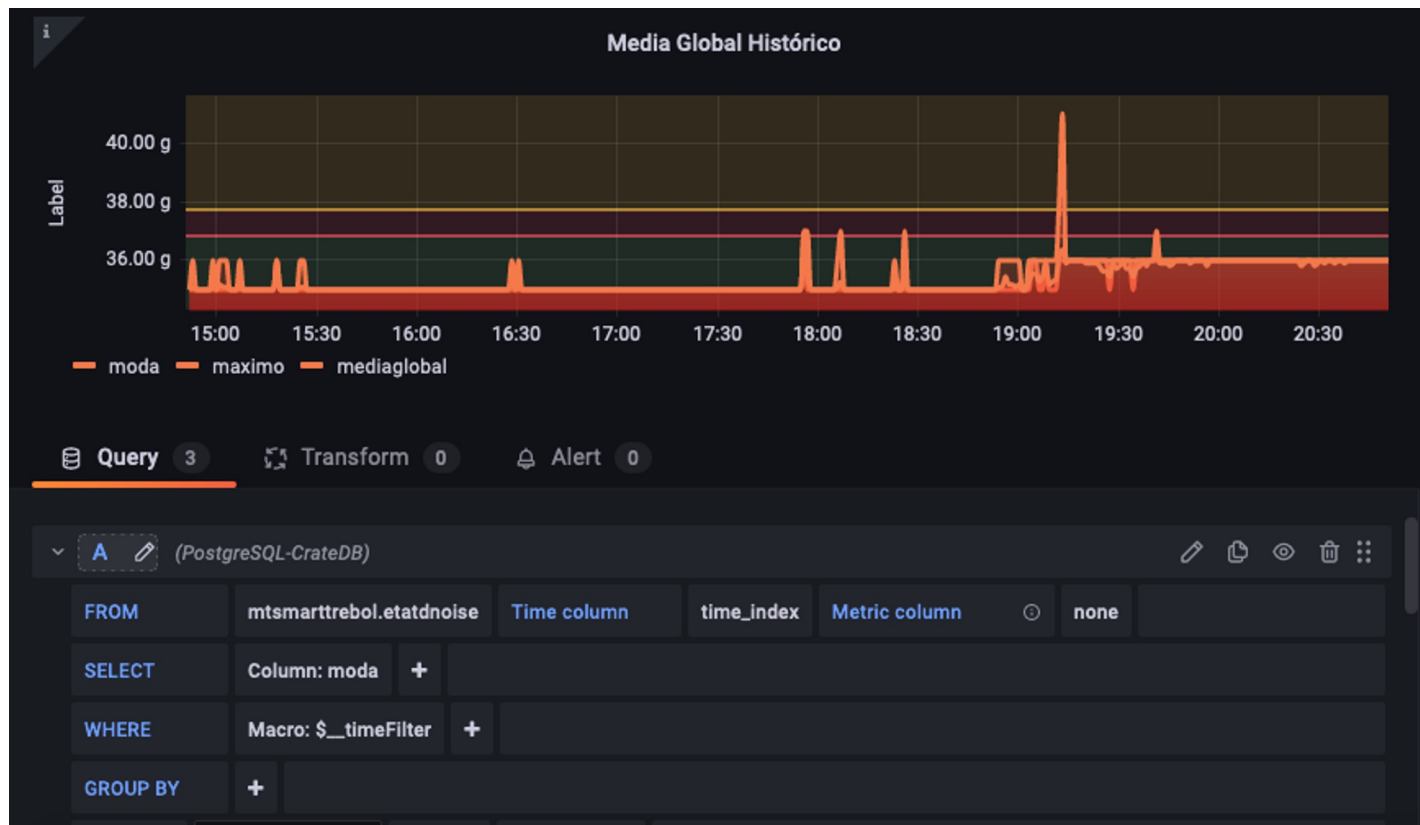 i
Media Global Histórico
Label
40.00 g
38.00 g
36.00 g
15:00 15:30 16:00 16:30 17:00 17:30 18:00 18:30 19:00 19:30 20:00 20:30
moda maximo mediaglobal
Query 3 Transform 0 Alert 0
A (PostgreSQL-CrateDB)
FROM mtsmarttrebol.etatdnoise Time column time_index Metric column none
SELECT Column: moda +
WHERE Macro: $__timeFilter +
GROUP BY +